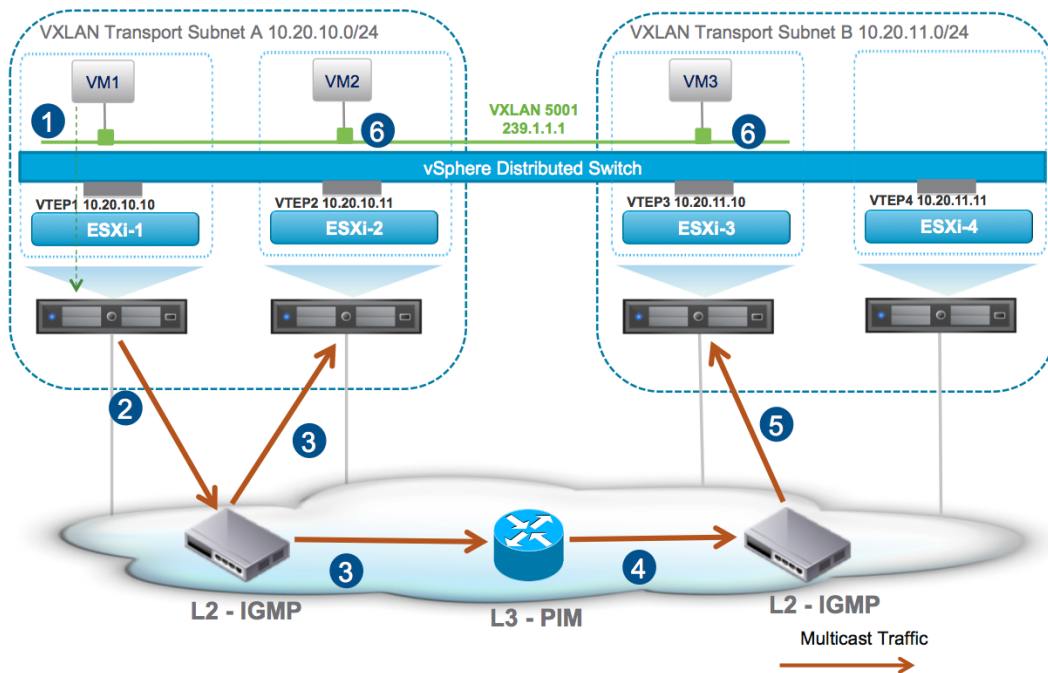 VXLAN Transport Subnet A 10.20.10.0/24
VXLAN Transport Subnet B 10.20.11.0/24
VM1
VM2
VM3
1
VXLAN 5001
239.1.1.1
6
6
vSphere Distributed Switch
VTEP1 10.20.10.10
VTEP2 10.20.10.11
VTEP3 10.20.11.10
VTEP4 10.20.11.11
ESXi-1
ESXi-2
ESXi-3
ESXi-4
2
3
5
3
4
L2 - IGMP
L3 - PIM
L2 - IGMP
Multicast Traffic